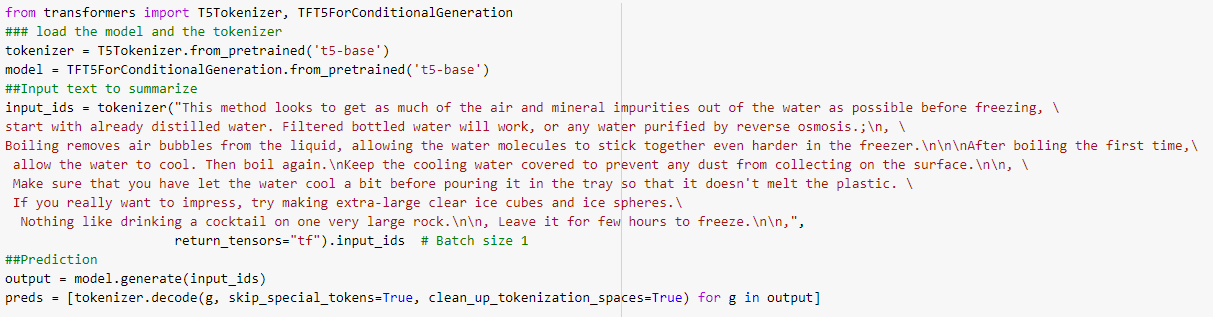 from transformers import T5Tokenizer, TFT5ForConditionalGeneration
### load the model and the tokenizer
tokenizer = T5Tokenizer.from_pretrained('t5-base')
model = TFT5ForConditionalGeneration.from_pretrained('t5-base')
##Input text to summarize
input_ids = tokenizer("This method looks to get as much of the air and mineral impurities out of the water as possible before freezing, \
start with already distilled water. Filtered bottled water will work, or any water purified by reverse osmosis.;\n, \
Boiling removes air bubbles from the liquid, allowing the water molecules to stick together even harder in the freezer.\n\n\nAfter boiling the first time,\
 allow the water to cool. Then boil again.\nKeep the cooling water covered to prevent any dust from collecting on the surface.\n\n, \
 Make sure that you have let the water cool a bit before pouring it in the tray so that it doesn't melt the plastic. \
 If you really want to impress, try making extra-large clear ice cubes and ice spheres.\
  Nothing like drinking a cocktail on one very large rock.\n\n, Leave it for few hours to freeze.\n\n,",
                      return_tensors="tf").input_ids  # Batch size 1
##Prediction
output = model.generate(input_ids)
preds = [tokenizer.decode(g, skip_special_tokens=True, clean_up_tokenization_spaces=True) for g in output]